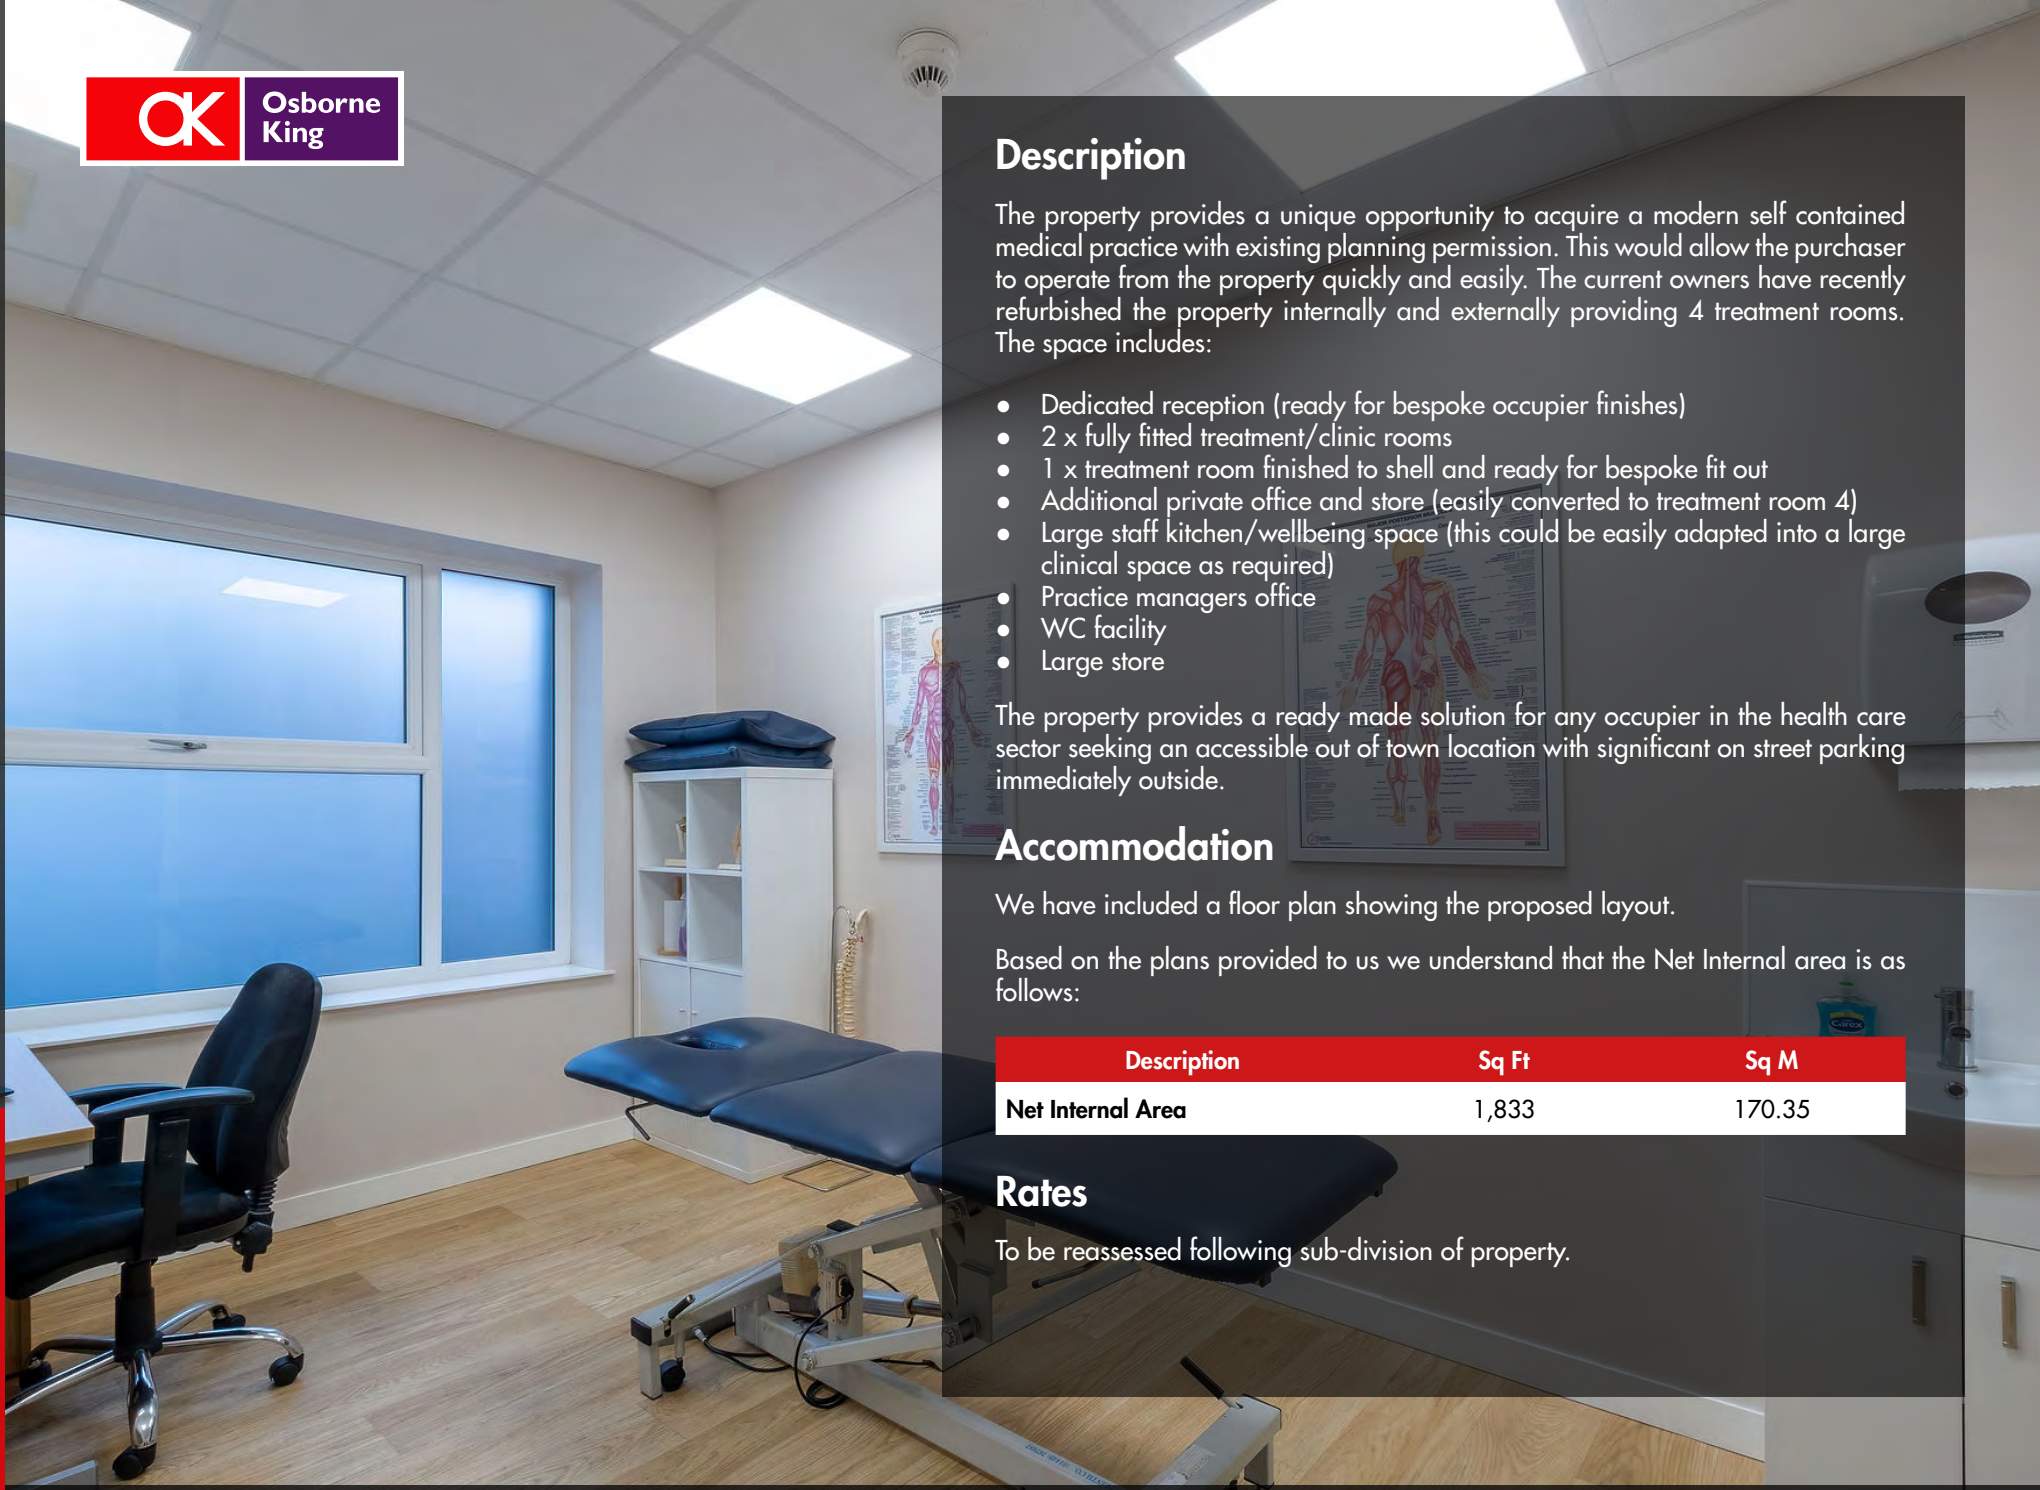 OK Osborne
King
Description
The property provides a unique opportunity to acquire a modern self contained
medical practice with existing planning permission. This would allow the purchaser
to operate from the property quickly and easily. The current owners have recently
refurbished the property internally and externally providing 4 treatment rooms.
The space includes:
● Dedicated reception (ready for bespoke occupier finishes)
● 2 x fully fitted treatment/clinic rooms
● 1 x treatment room finished to shell and ready for bespoke fit out
● Additional private office and store (easily converted to treatment room 4)
● Large staff kitchen/wellbeing space (this could be easily adapted into a large
clinical space as required)
● Practice managers office
● WC facility
● Large store
The property provides a ready made solution for any occupier in the health care
sector seeking an accessible out of town location with significant on street parking
immediately outside.
Accommodation
We have included a floor plan showing the proposed layout.
Based on the plans provided to us we understand that the Net Internal area is as
follows:
Description Sq Ft Sq M
Net Internal Area 1,833 170.35
Rates
To be reassessed following sub-division of property.
Carex